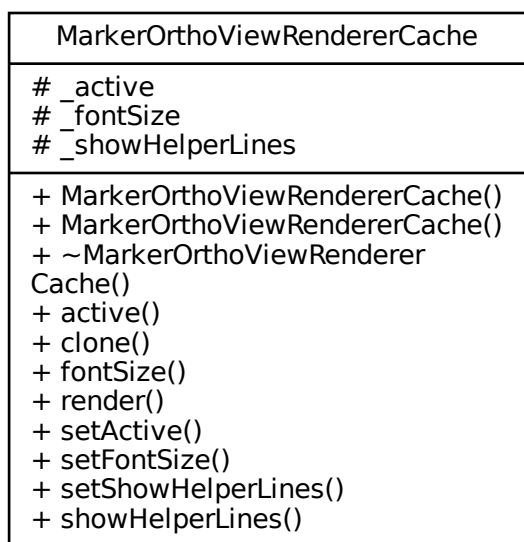 MarkerOrthoViewRendererCache
# _active
# _fontSize
# _showHelperLines
+ MarkerOrthoViewRendererCache()
+ MarkerOrthoViewRendererCache()
+ ~MarkerOrthoViewRenderer
Cache()
+ active()
+ clone()
+ fontSize()
+ render()
+ setActive()
+ setFontSize()
+ setShowHelperLines()
+ showHelperLines()